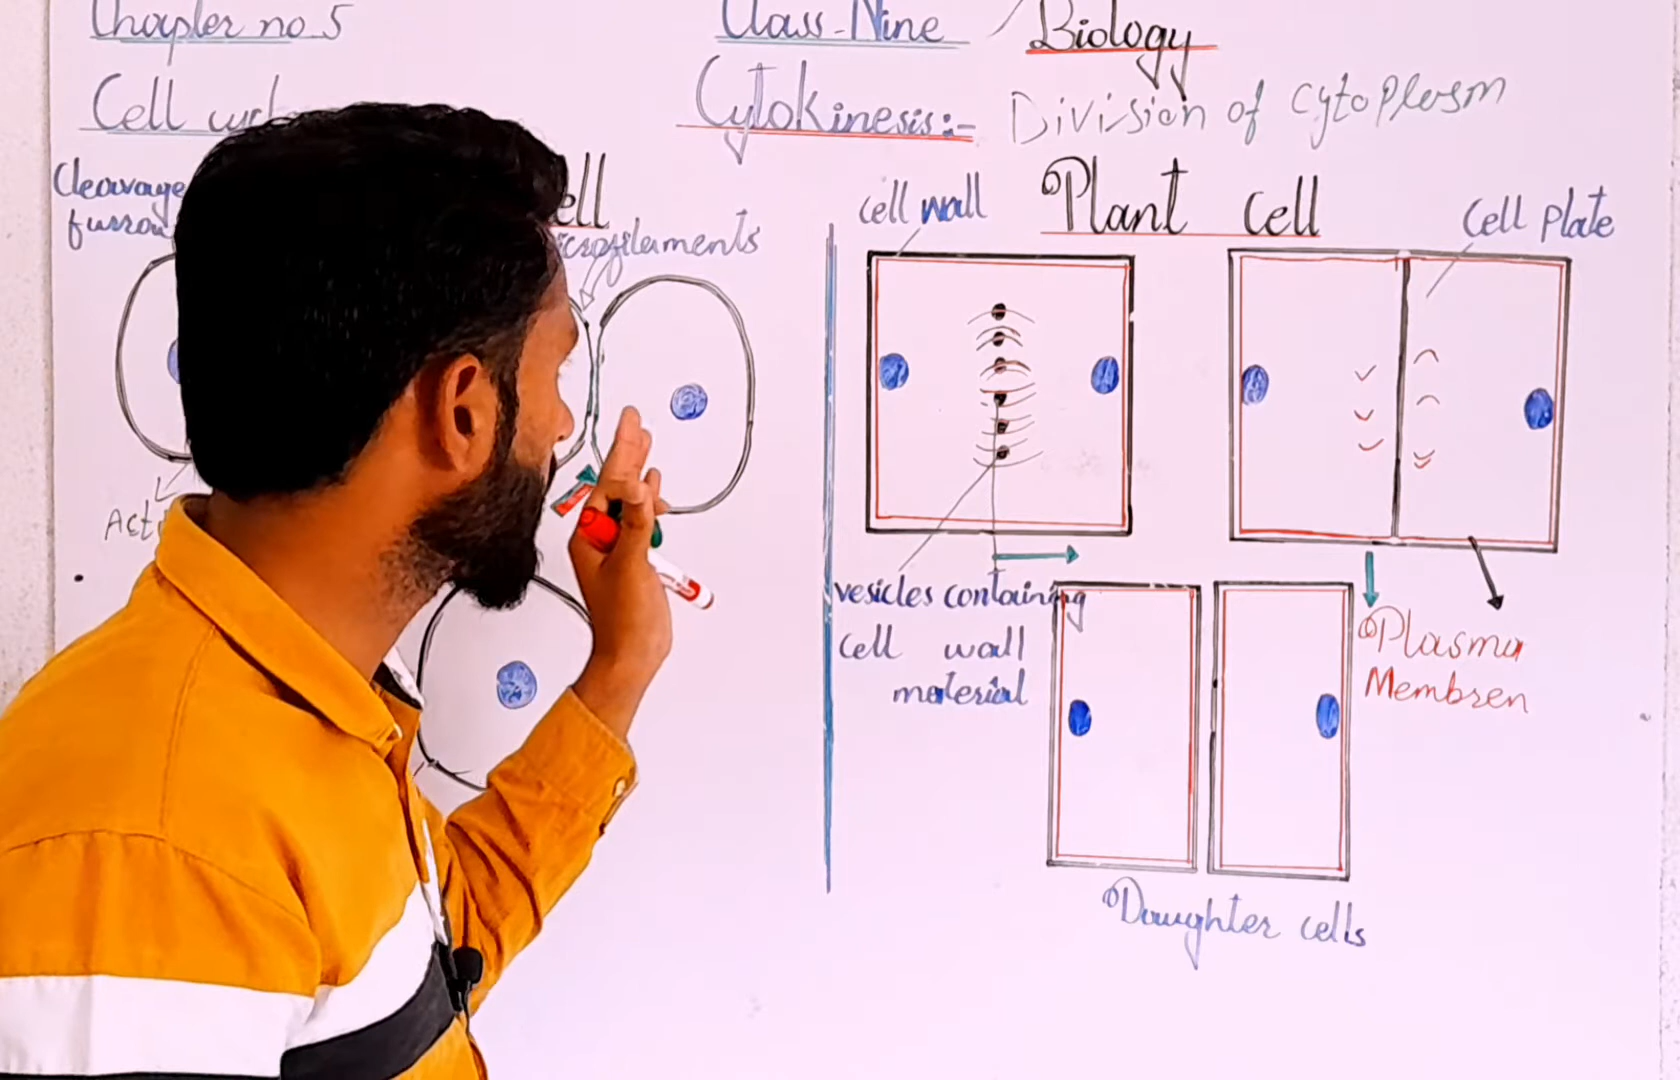 Chapter no 5
Class-Nine
Biology
Cell
Cytokinesis:-
Division of cytoplasm
Cleavage
furrow
ell
icrofilaments
Act
cell wall
Plant cell
Cell Plate
vesicles containing
cell wall
material
Plasma
Membren
Daughter cells